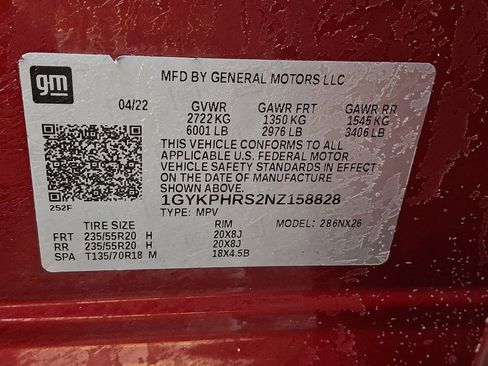 gm
MFD BY GENERAL MOTORS LLC
04/22 GVWR GAWR FRT GAWR RR
2722 KG 1350 KG 1545 KG
6001 LB 2976 LB 3406 LB
THIS VEHICLE CONFORMS TO ALL
APPLICABLE U.S. FEDERAL MOTOR
VEHICLE SAFETY STANDARDS IN EFFECT
ON THE DATE OF MANUFACTURE
SHOWN ABOVE.
252F 1GYKPHRS2NZ158828
TYPE: MPV MODEL: 286NX26
TIRE SIZE RIM
FRT 235/55R20 H 20X8J
RR 235/55R20 H 20X8J
SPA T135/70R18 M 18X4.5B